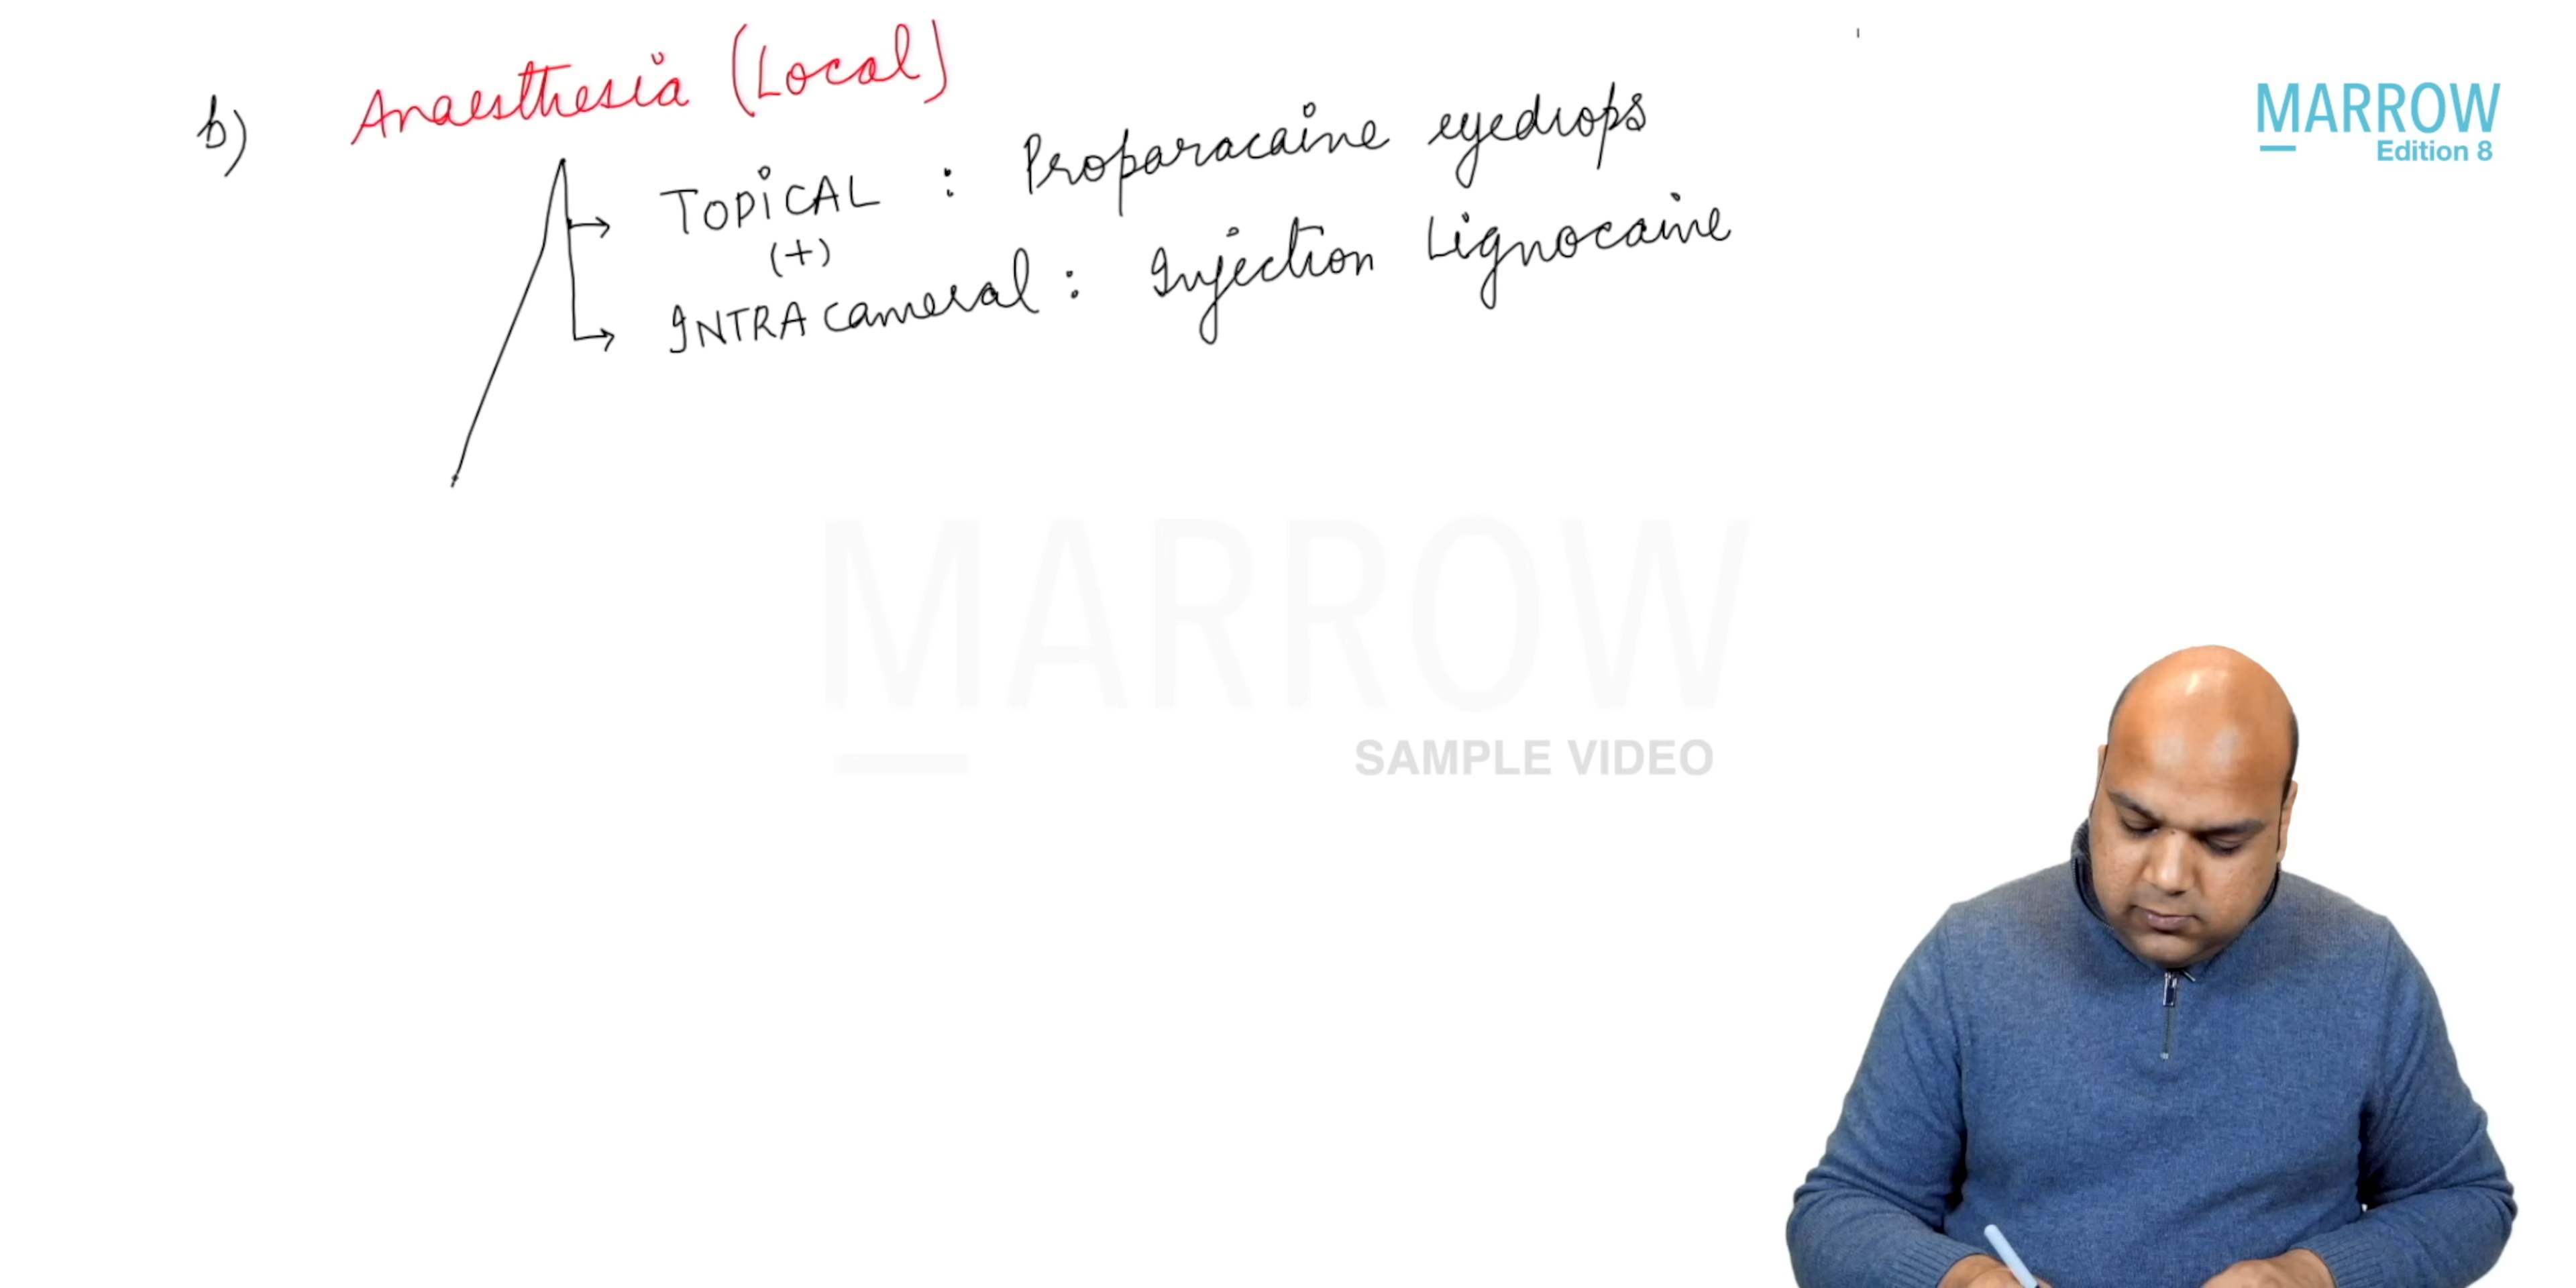 b) Anaesthesia (Local)
MARROW
Edition 8
TOPICAL : Proparacaine eyedrops
(+)
INTRA cameral : Injection Lignocaine
MARROW
SAMPLE VIDEO